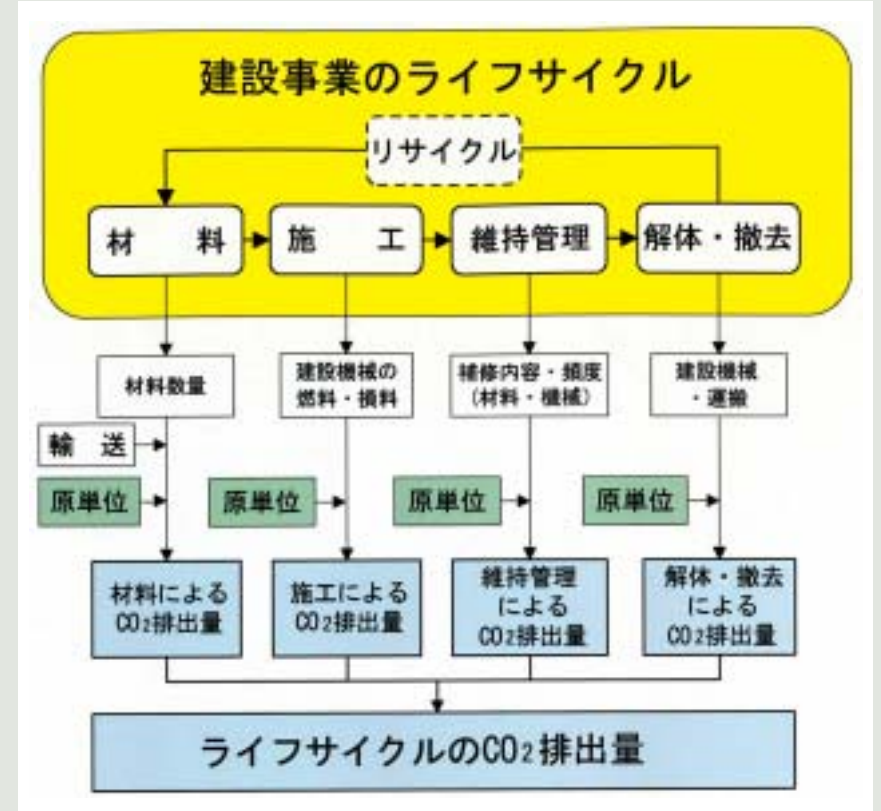 建設事業のライフサイクル
リサイクル
材　料
施　工
維持管理
解体・撤去
材料数量
建設機械の
燃料・損料
補修内容・頻度
(材料・機械)
建設機械
・運搬
輸　送
原単位
原単位
原単位
原単位
材料による
CO2排出量
施工による
CO2排出量
維持管理
による
CO2排出量
解体・撤去
による
CO2排出量
ライフサイクルのCO2排出量